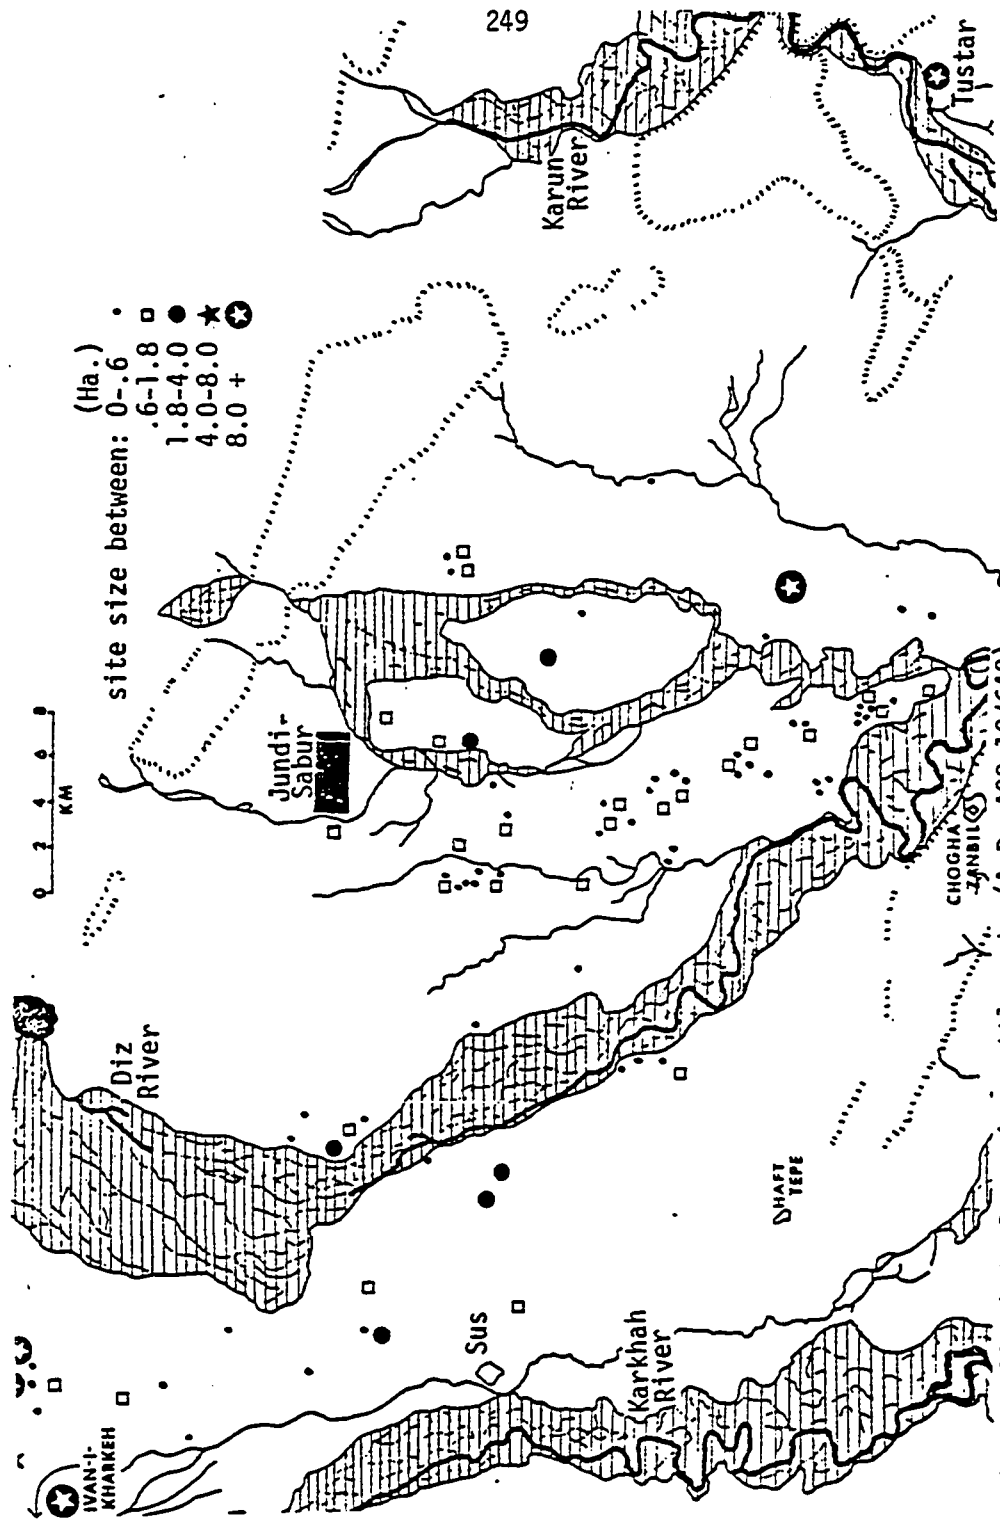 249
site size between:
(Ha.)
0-.6
.6-1.8
1.8-4.0
4.0-8.0
8.0 +
0 2 4 6 8
KM
Karun
River
Tustar
Jundi-
Sabur
Diz
River
CHOGHA
ZANBIL
HAFT
TEPE
Sus
Karkhah
River
IVAN-I-
KHARKEH